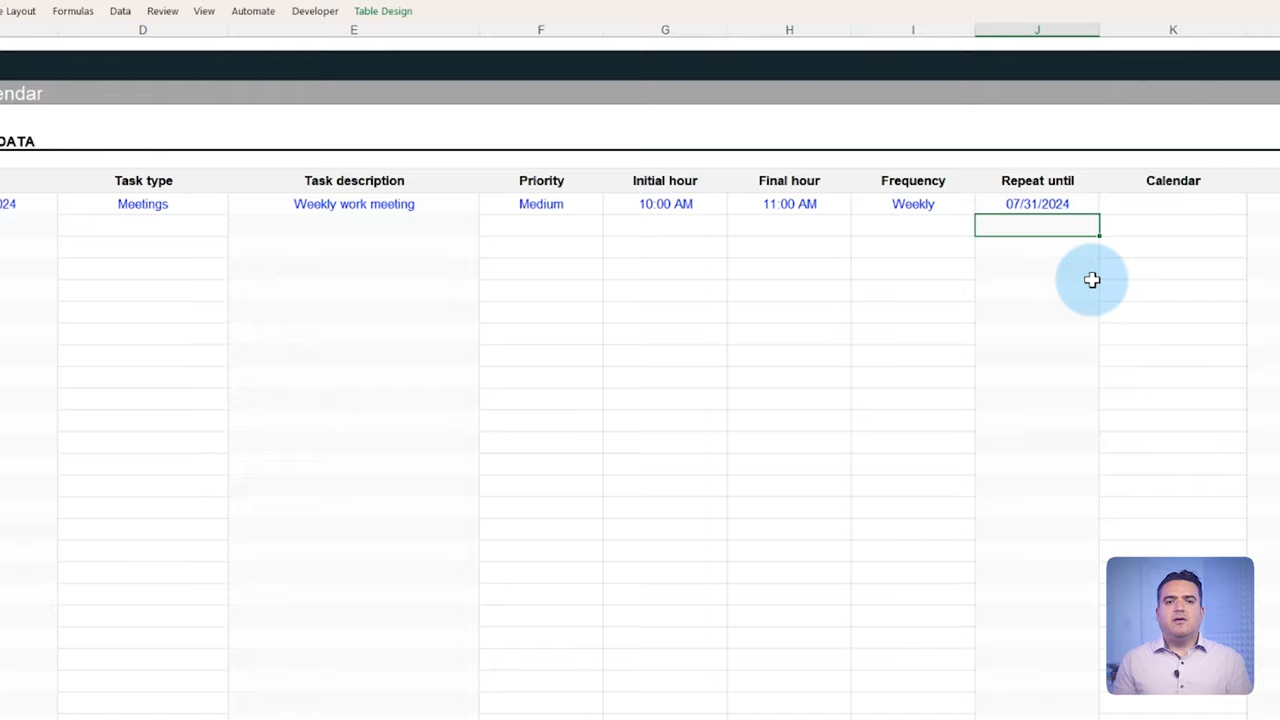 e Layout Formulas Data Review View Automate Developer Table Design
D E F G H I J K
endar
DATA
Task type Task description Priority Initial hour Final hour Frequency Repeat until Calendar
024 Meetings Weekly work meeting Medium 10:00 AM 11:00 AM Weekly 07/31/2024